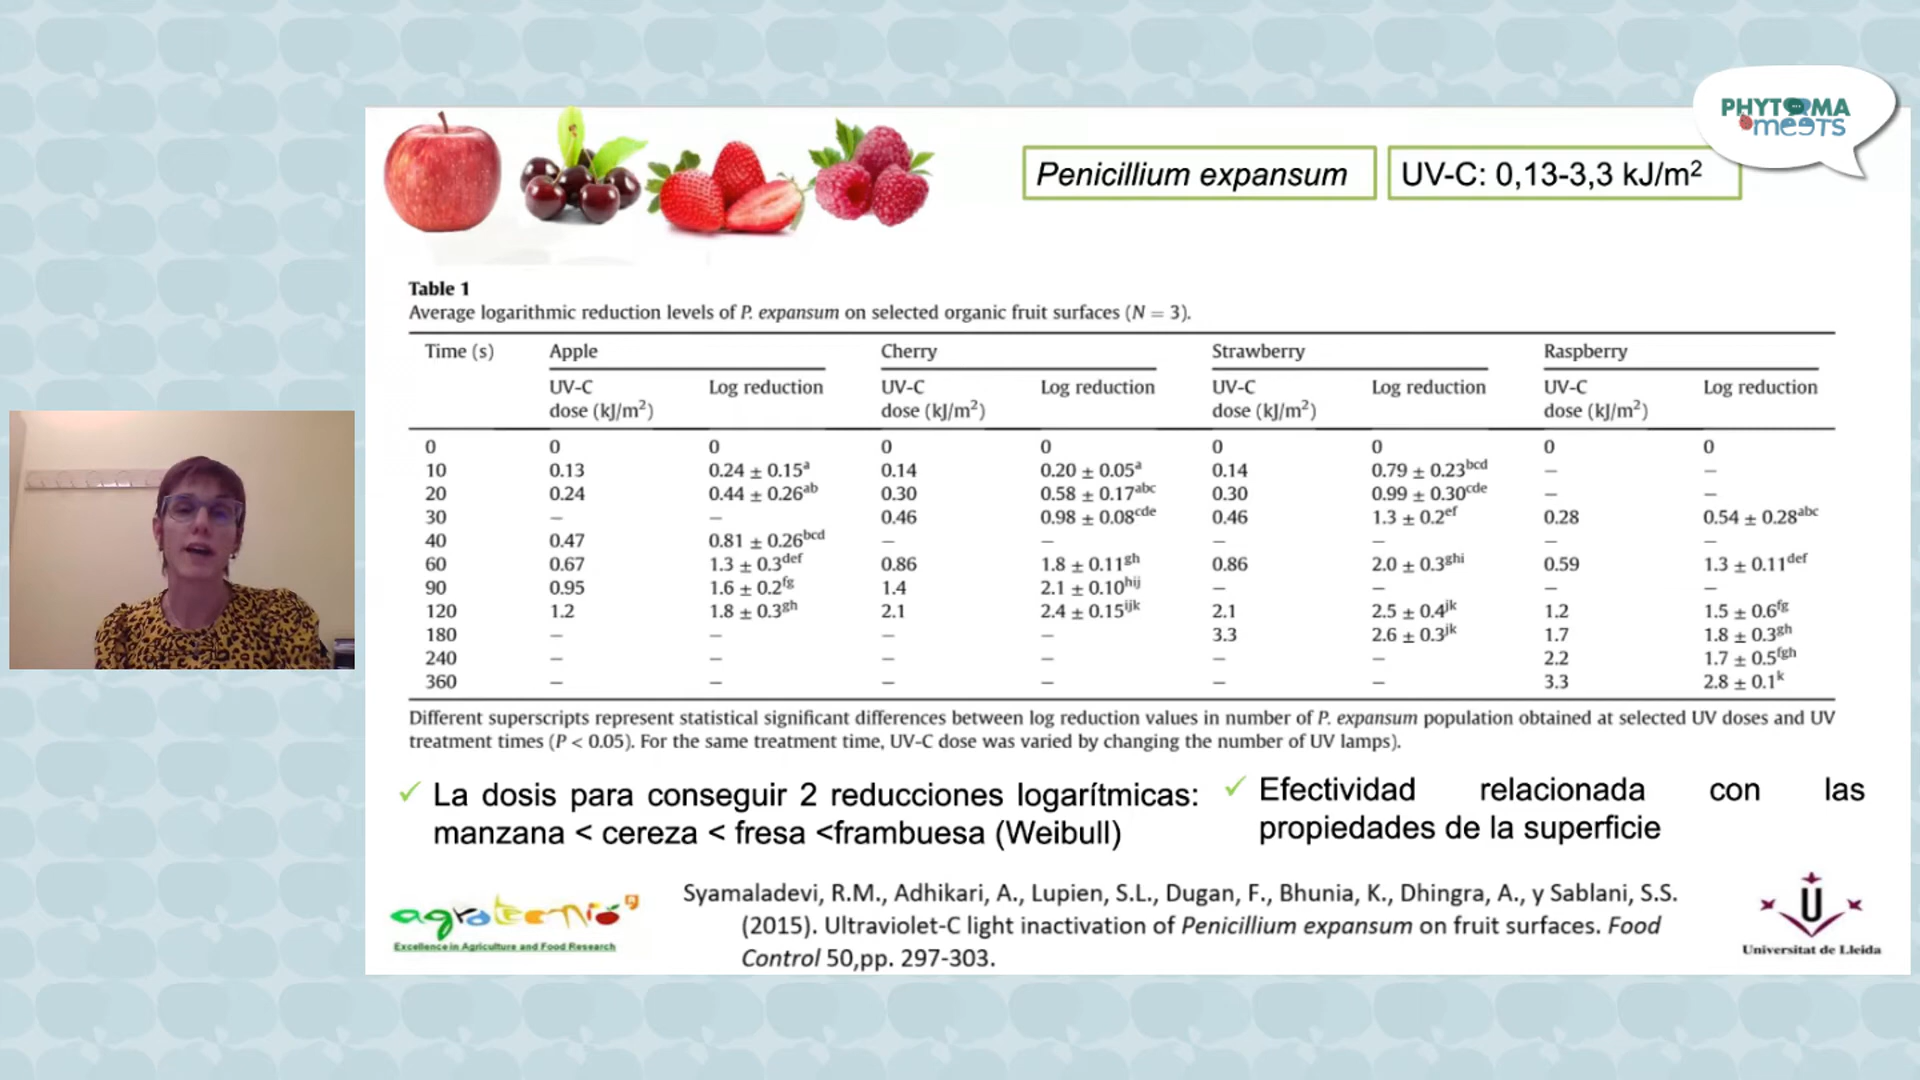 PHYTOMA
meets
Penicillium expansum
UV-C: 0,13-3,3 kJ/m²
Table 1
Average logarithmic reduction levels of P. expansum on selected organic fruit surfaces (N = 3).
Time (s) Apple Cherry Strawberry Raspberry
UV-C dose (kJ/m²) Log reduction UV-C dose (kJ/m²) Log reduction UV-C dose (kJ/m²) Log reduction UV-C dose (kJ/m²) Log reduction
0 0 0 0 0 0 0 0 0
10 0.13 0.24 ± 0.15ᵃ 0.14 0.20 ± 0.05ᵃ 0.14 0.79 ± 0.23ᵇᶜᵈ – –
20 0.24 0.44 ± 0.26ᵃᵇ 0.30 0.58 ± 0.17ᵃᵇᶜ 0.30 0.99 ± 0.30ᶜᵈᵉ – –
30 – – 0.46 0.98 ± 0.08ᶜᵈᵉ 0.46 1.3 ± 0.2ᵉᶠ 0.28 0.54 ± 0.28ᵃᵇᶜ
40 0.47 0.81 ± 0.26ᵇᶜᵈ – – – – – –
60 0.67 1.3 ± 0.3ᵈᵉᶠ 0.86 1.8 ± 0.11ᵍʰ 0.86 2.0 ± 0.3ᵍʰⁱ 0.59 1.3 ± 0.11ᵈᵉᶠ
90 0.95 1.6 ± 0.2ᶠᵍ 1.4 2.1 ± 0.10ʰⁱʲ – – – –
120 1.2 1.8 ± 0.3ᵍʰ 2.1 2.4 ± 0.15ⁱʲᵏ 2.1 2.5 ± 0.4ʲᵏ 1.2 1.5 ± 0.6ᶠᵍ
180 – – – – 3.3 2.6 ± 0.3ʲᵏ 1.7 1.8 ± 0.3ᵍʰ
240 – – – – – – 2.2 1.7 ± 0.5ᶠᵍʰ
360 – – – – – – 3.3 2.8 ± 0.1ᵏ
Different superscripts represent statistical significant differences between log reduction values in number of P. expansum population obtained at selected UV doses and UV
treatment times (P < 0.05). For the same treatment time, UV-C dose was varied by changing the number of UV lamps).
✓ La dosis para conseguir 2 reducciones logarítmicas:
manzana < cereza < fresa <frambuesa (Weibull)
✓ Efectividad relacionada con las
propiedades de la superficie
Syamaladevi, R.M., Adhikari, A., Lupien, S.L., Dugan, F., Bhunia, K., Dhingra, A., y Sablani, S.S.
(2015). Ultraviolet-C light inactivation of Penicillium expansum on fruit surfaces. Food
Control 50,pp. 297-303.
agrotecnio
Excellence in Agriculture and Food Research
Universitat de Lleida